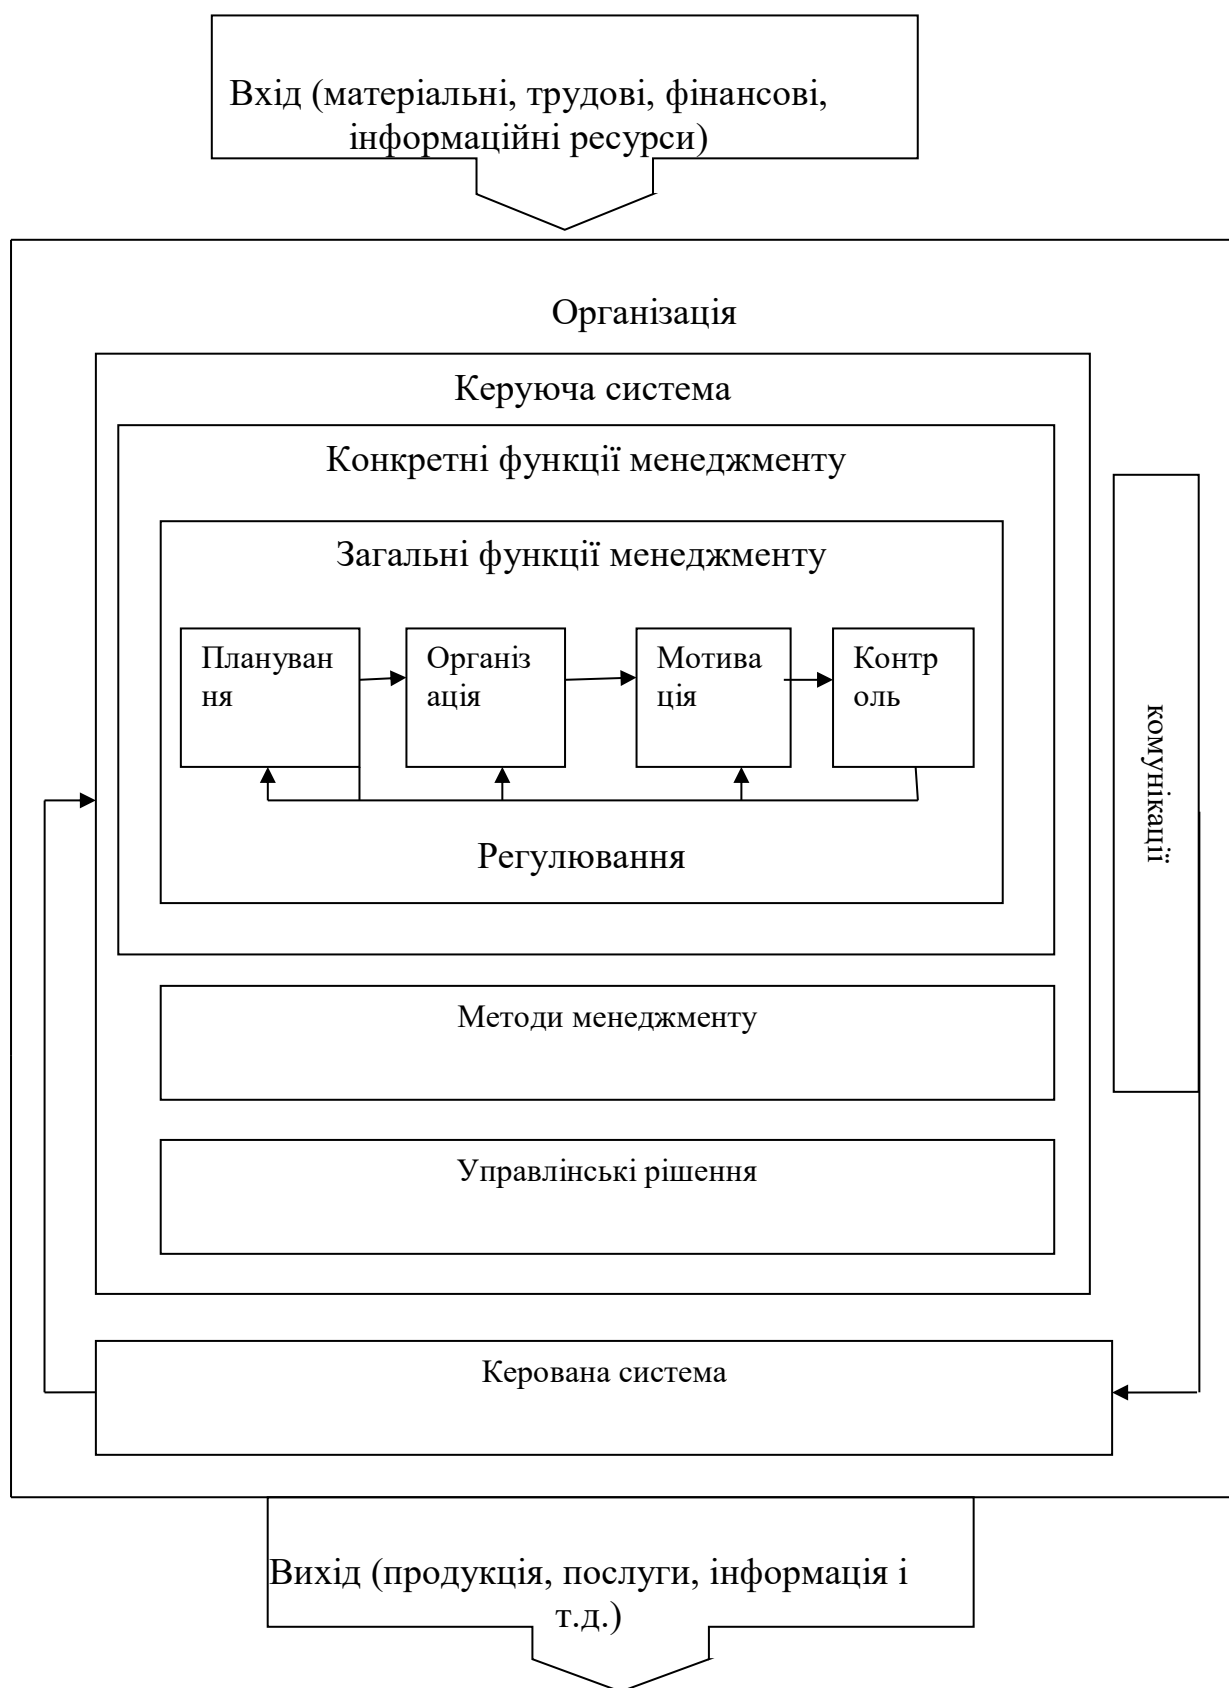 Вхід (матеріальні, трудові, фінансові,
інформаційні ресурси)
Організація
Керуюча система
Конкретні функції менеджменту
Загальні функції менеджменту
Плануван
ня
Організ
ація
Мотива
ція
Контр
оль
Регулювання
комунікації
Методи менеджменту
Управлінські рішення
Керована система
Вихід (продукція, послуги, інформація і
т.д.)